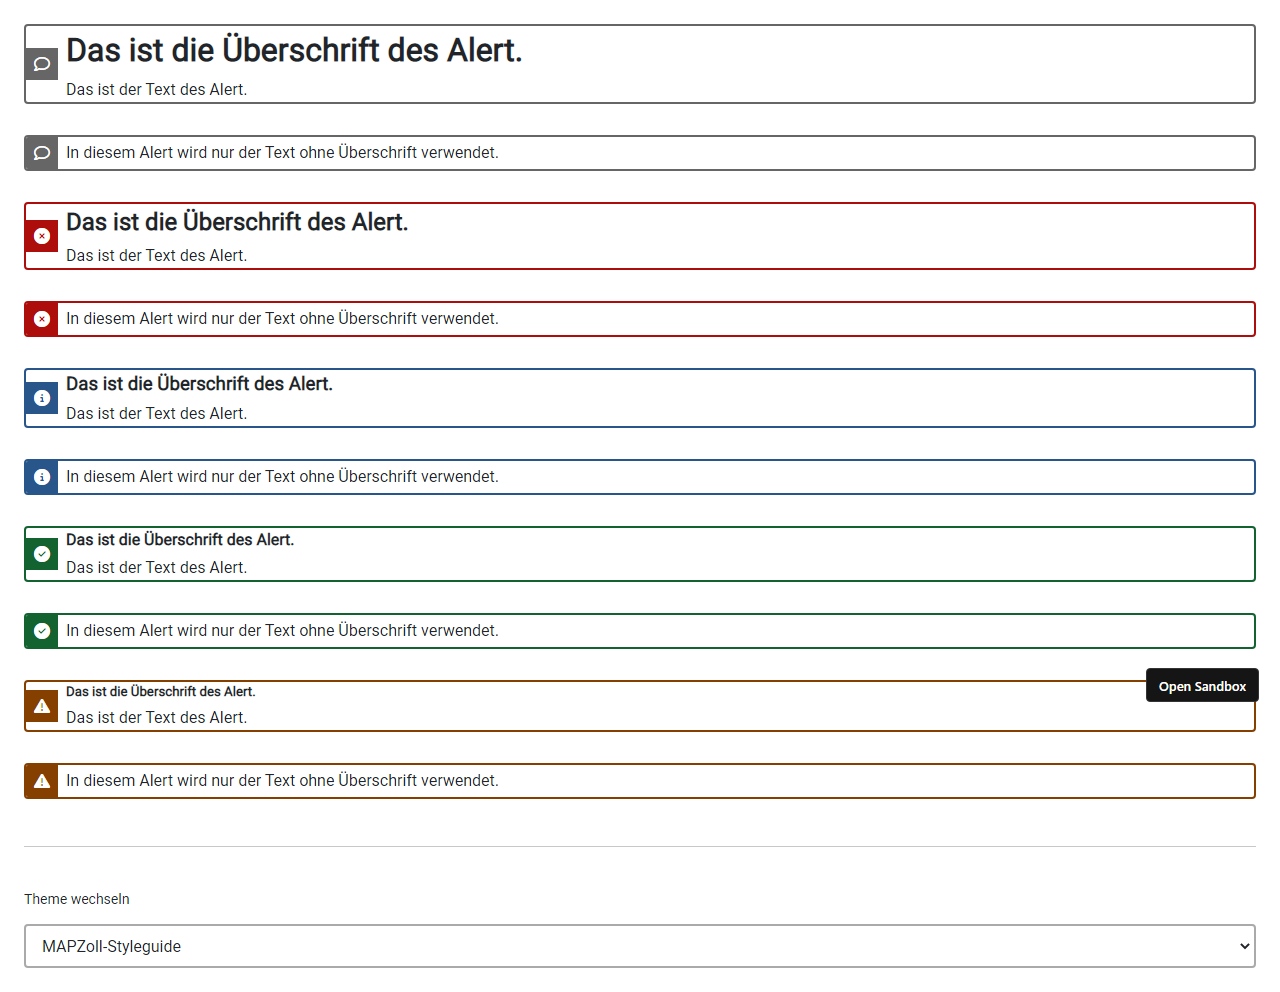 Das ist die Überschrift des Alert.
Das ist der Text des Alert.
In diesem Alert wird nur der Text ohne Überschrift verwendet.
Das ist die Überschrift des Alert.
Das ist der Text des Alert.
In diesem Alert wird nur der Text ohne Überschrift verwendet.
Das ist die Überschrift des Alert.
Das ist der Text des Alert.
In diesem Alert wird nur der Text ohne Überschrift verwendet.
Das ist die Überschrift des Alert.
Das ist der Text des Alert.
In diesem Alert wird nur der Text ohne Überschrift verwendet.
Open Sandbox
Das ist die Überschrift des Alert.
Das ist der Text des Alert.
In diesem Alert wird nur der Text ohne Überschrift verwendet.
Theme wechseln
MAPZoll-Styleguide